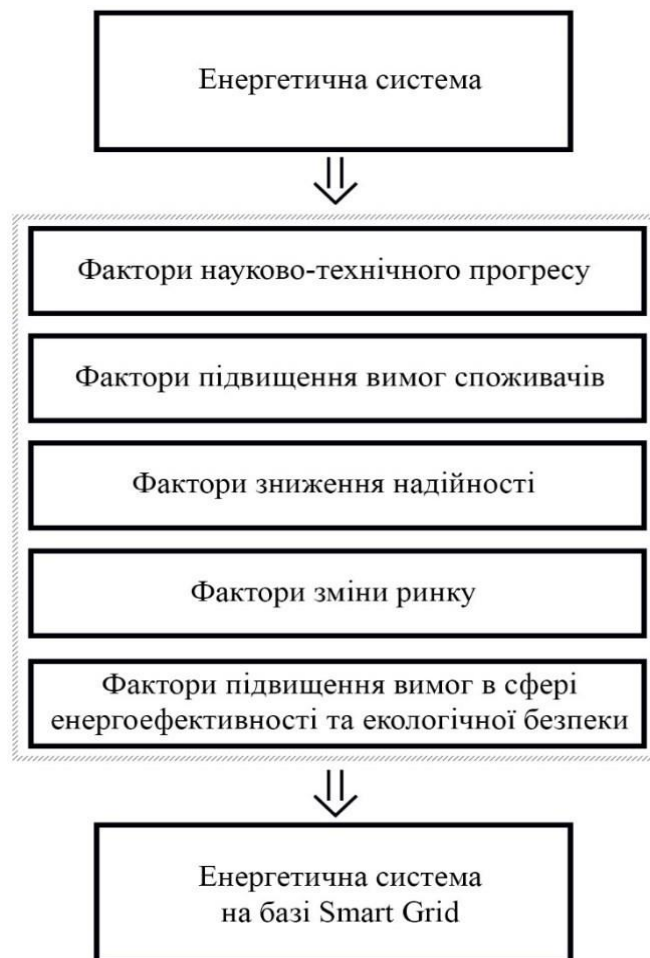 Енергетична система
Фактори науково-технічного прогресу
Фактори підвищення вимог споживачів
Фактори зниження надійності
Фактори зміни ринку
Фактори підвищення вимог в сфері
енергоефективності та екологічної безпеки
Енергетична система
на базі Smart Grid